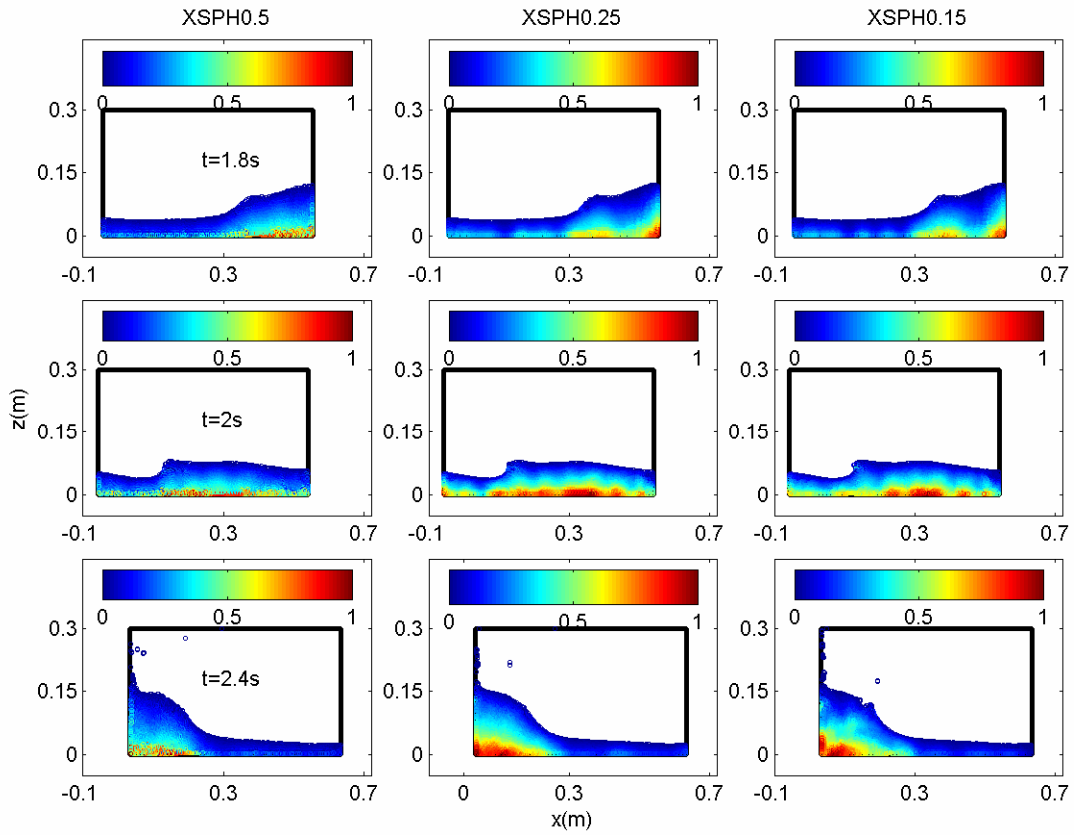 XSPH0.5 XSPH0.25 XSPH0.15
0 0.5 1 0 0.5 1 0 0.5 1
0.3 0.3 0.3
t=1.8s
0.15 0.15 0.15
0 0 0
-0.1 0.3 0.7 -0.1 0.3 0.7 -0.1 0.3 0.7
0 0.5 1 0 0.5 1 0 0.5 1
0.3 0.3 0.3
t=2s
z(m)
0.15 0.15 0.15
0 0 0
-0.1 0.3 0.7 -0.1 0.3 0.7 -0.1 0.3 0.7
0 0.5 1 0 0.5 1 0 0.5 1
0.3 0.3 0.3
t=2.4s
0.15 0.15 0.15
0 0 0
-0.1 0.3 0.7 0 0.3 0.7 -0.1 0.3 0.7
x(m)